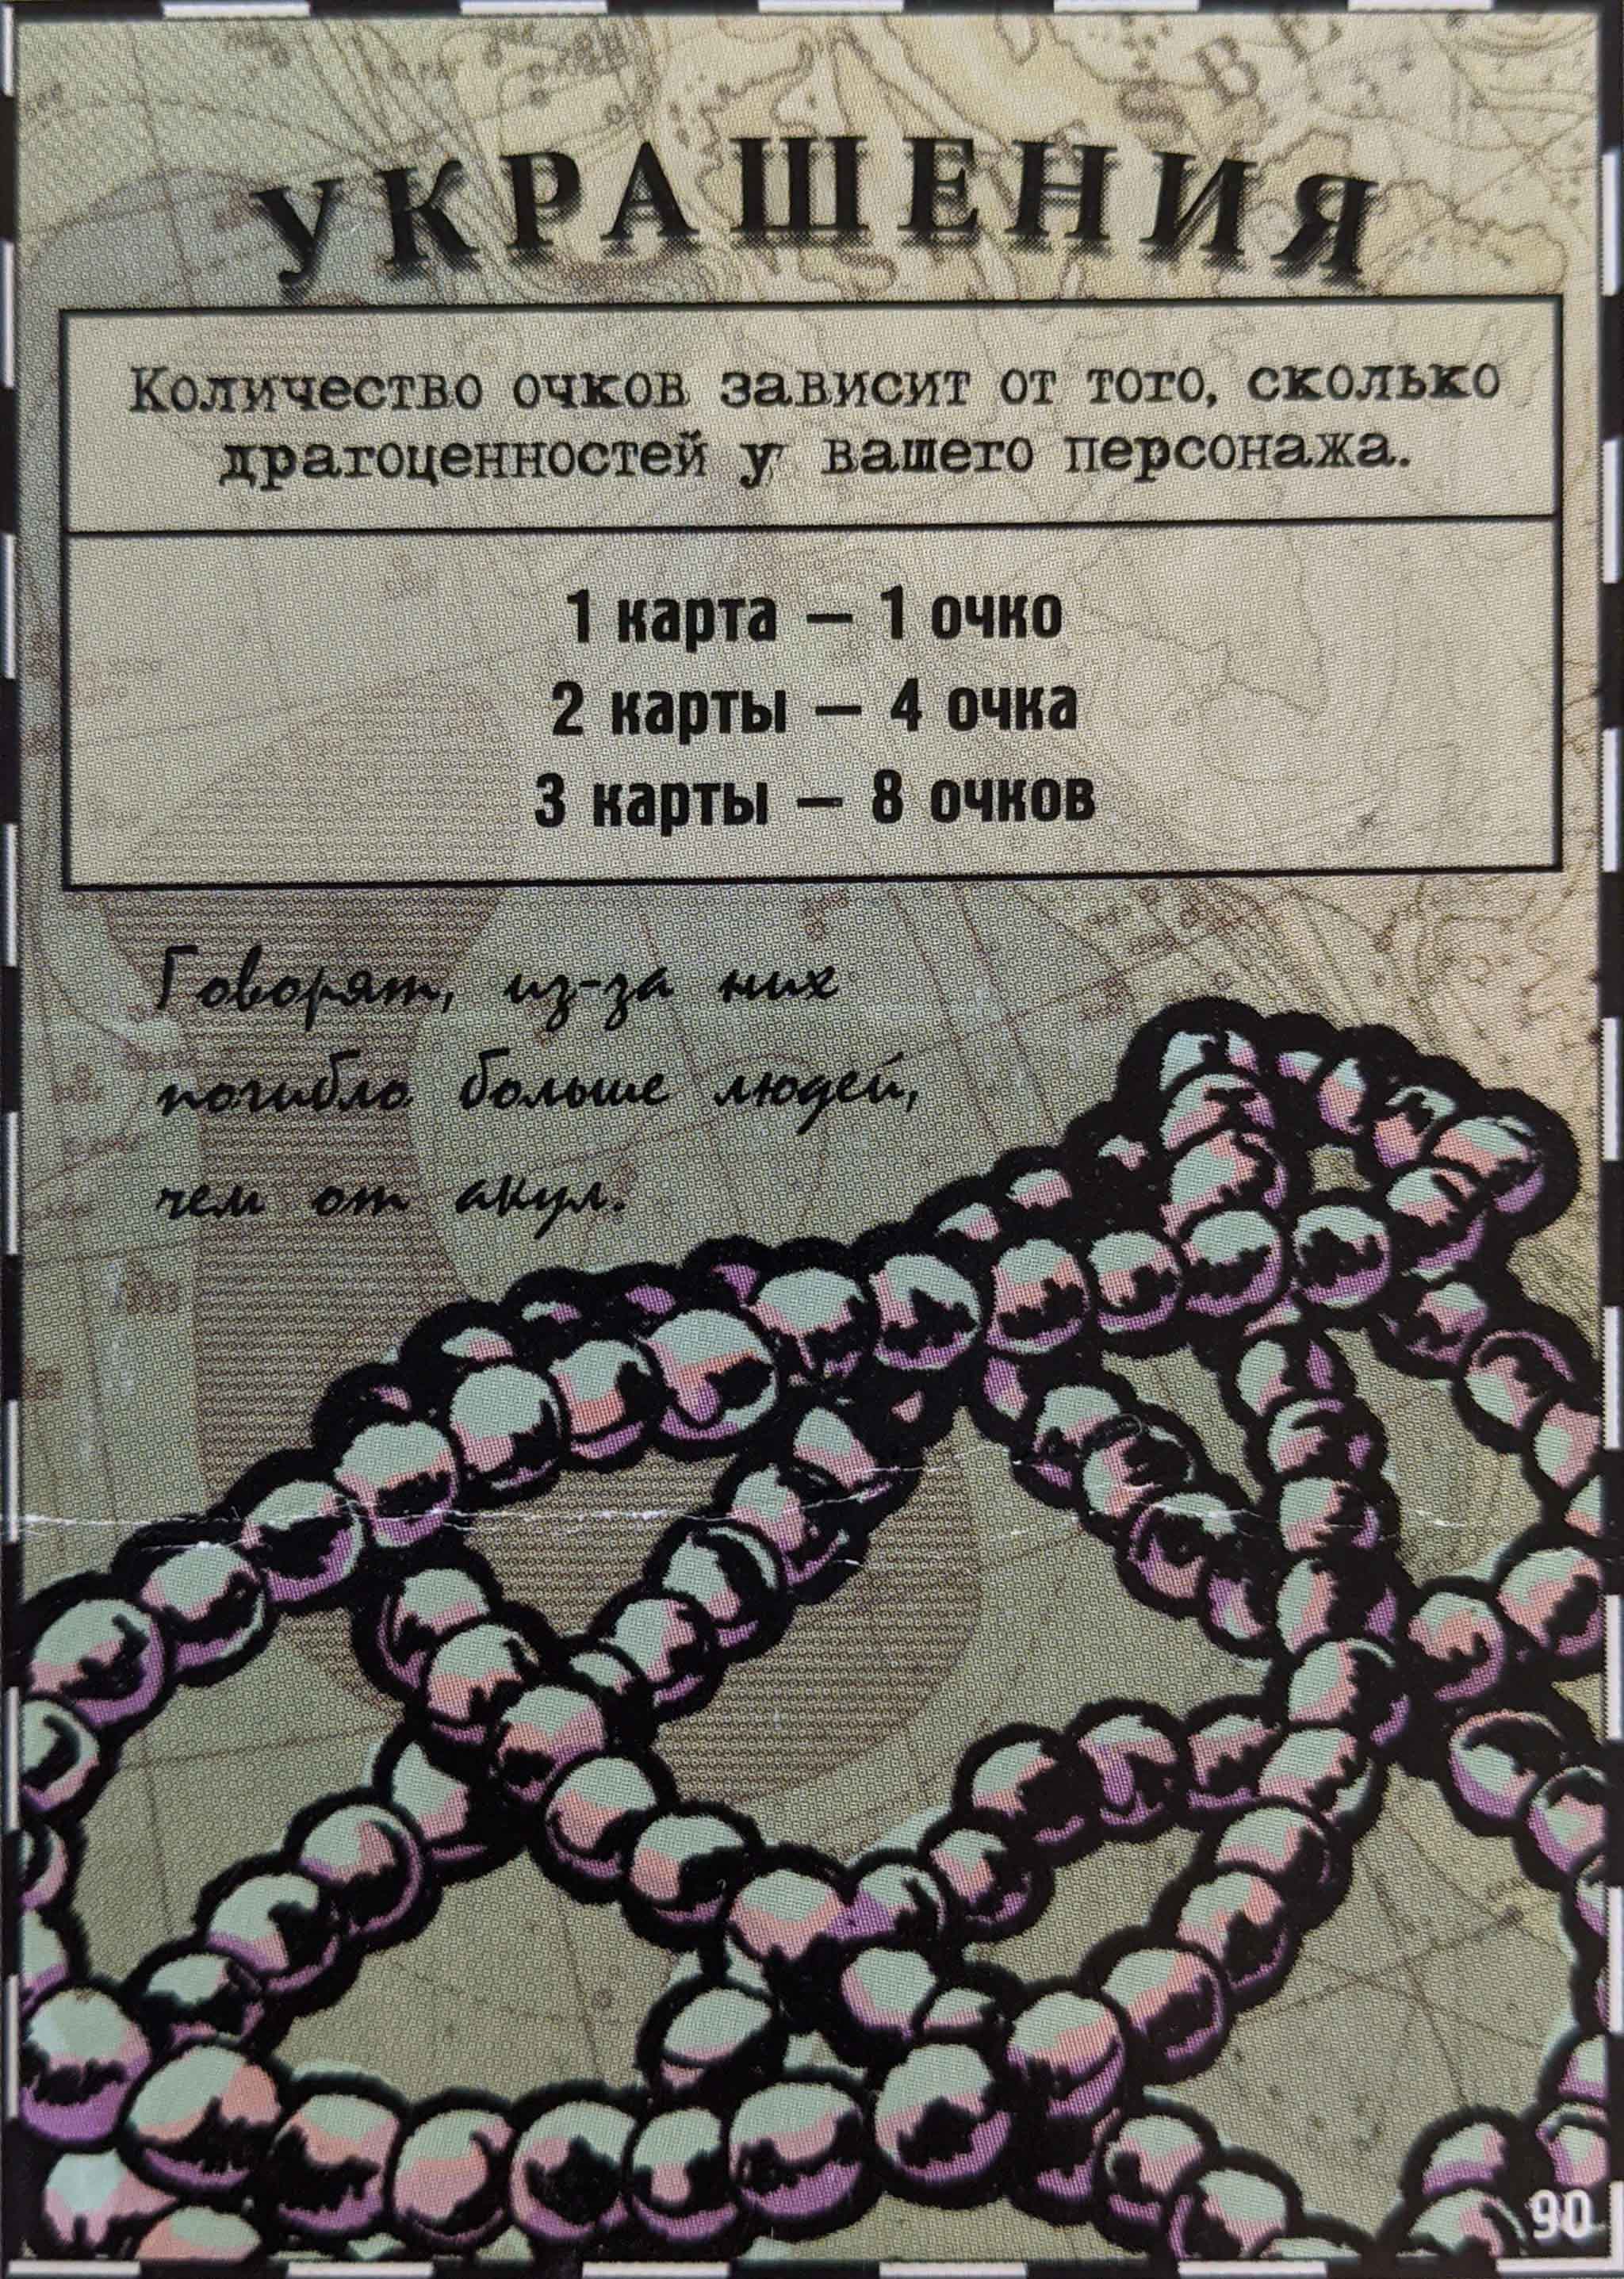 УКРАШЕНИЯ
Количество очков зависит от того, сколько
драгоценностей у вашего персонажа.
1 карта — 1 очко
2 карты — 4 очка
3 карты — 8 очков
Говорят, из-за них
погибло больше людей,
чем от акул.
90